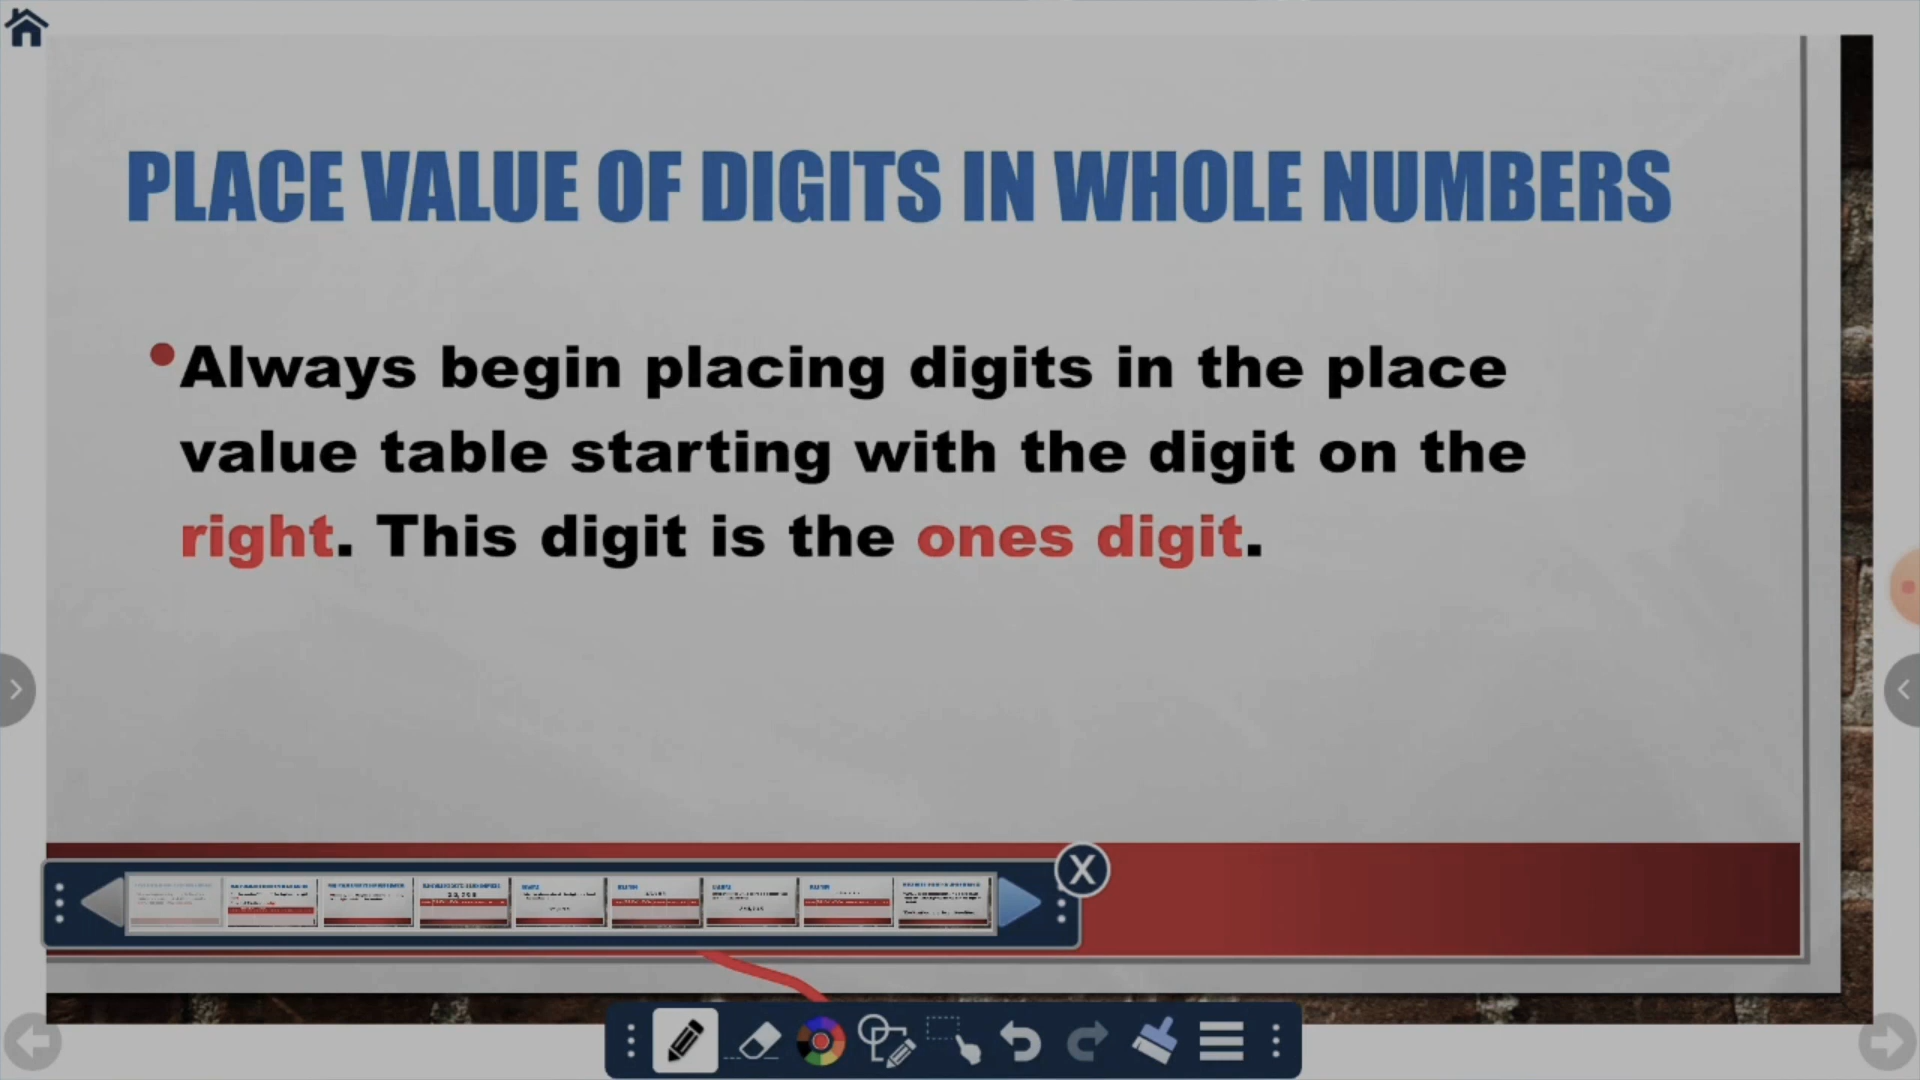 PLACE VALUE OF DIGITS IN WHOLE NUMBERS
•Always begin placing digits in the place
value table starting with the digit on the
right. This digit is the ones digit.
X